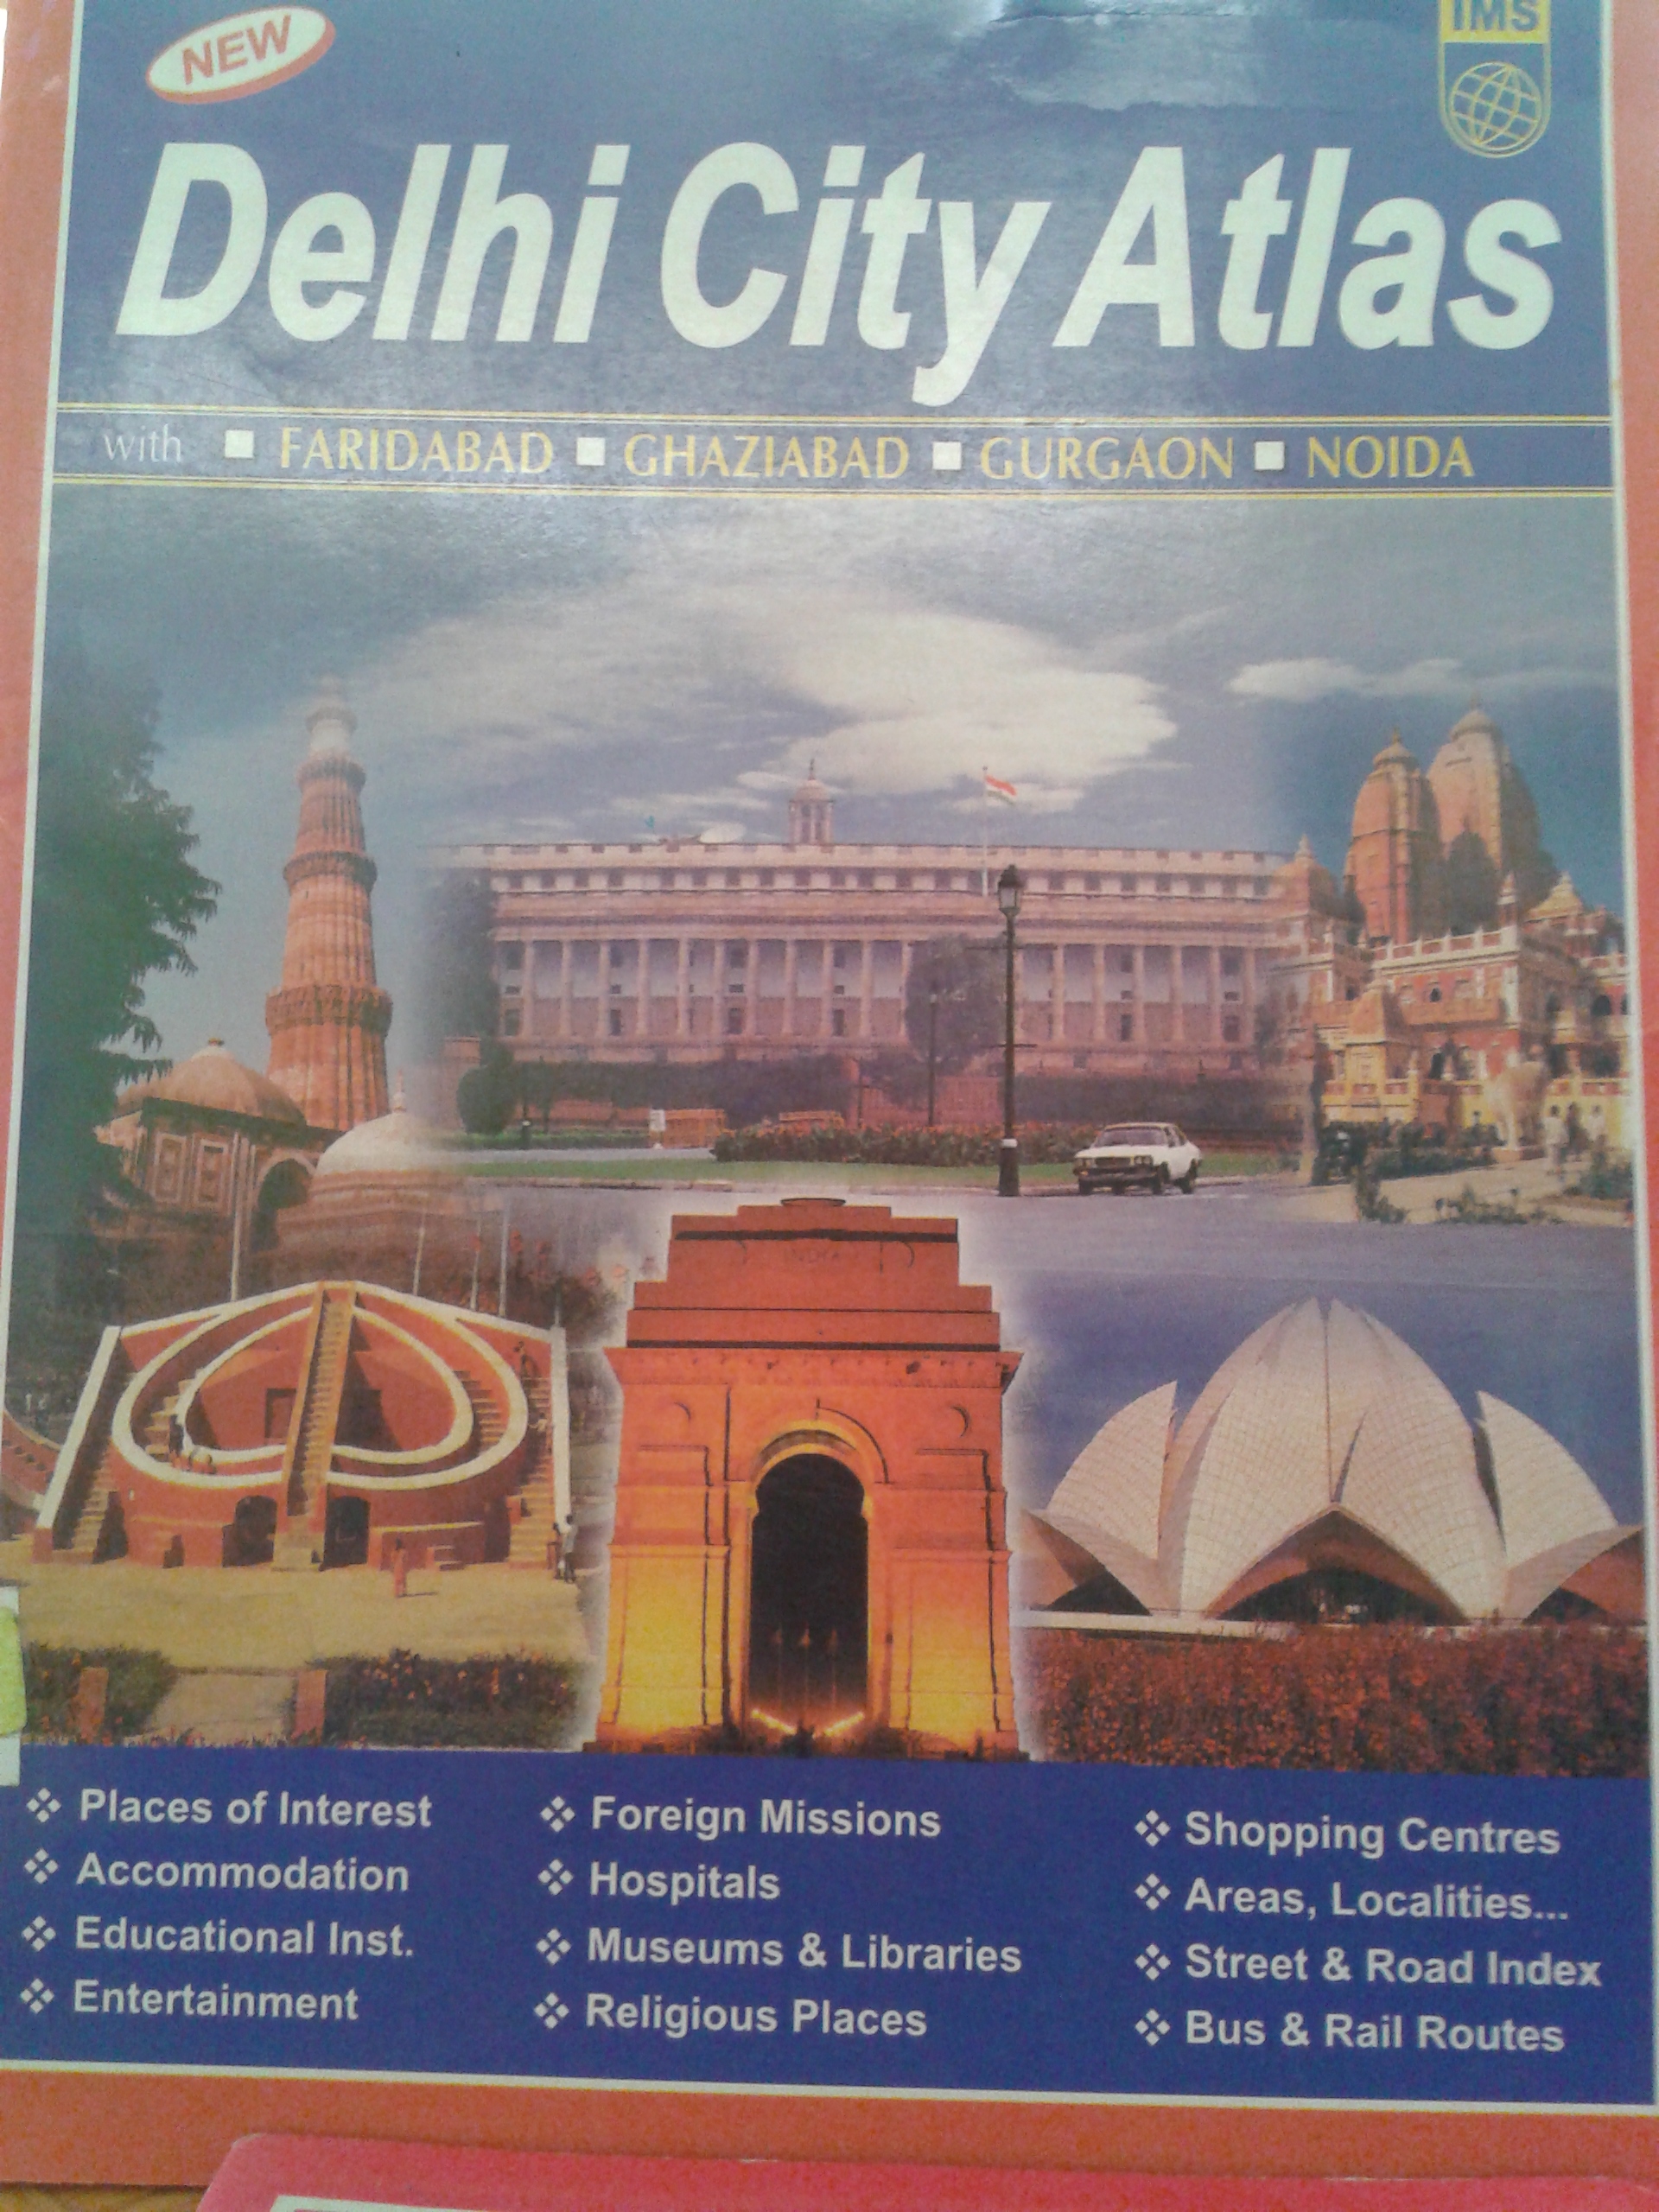 NEW
IMS
Delhi City Atlas
with ■ FARIDABAD ■ GHAZIABAD ■ GURGAON ■ NOIDA
INDIA
❖ Places of Interest
❖ Accommodation
❖ Educational Inst.
❖ Entertainment
❖ Foreign Missions
❖ Hospitals
❖ Museums & Libraries
❖ Religious Places
❖ Shopping Centres
❖ Areas, Localities...
❖ Street & Road Index
❖ Bus & Rail Routes